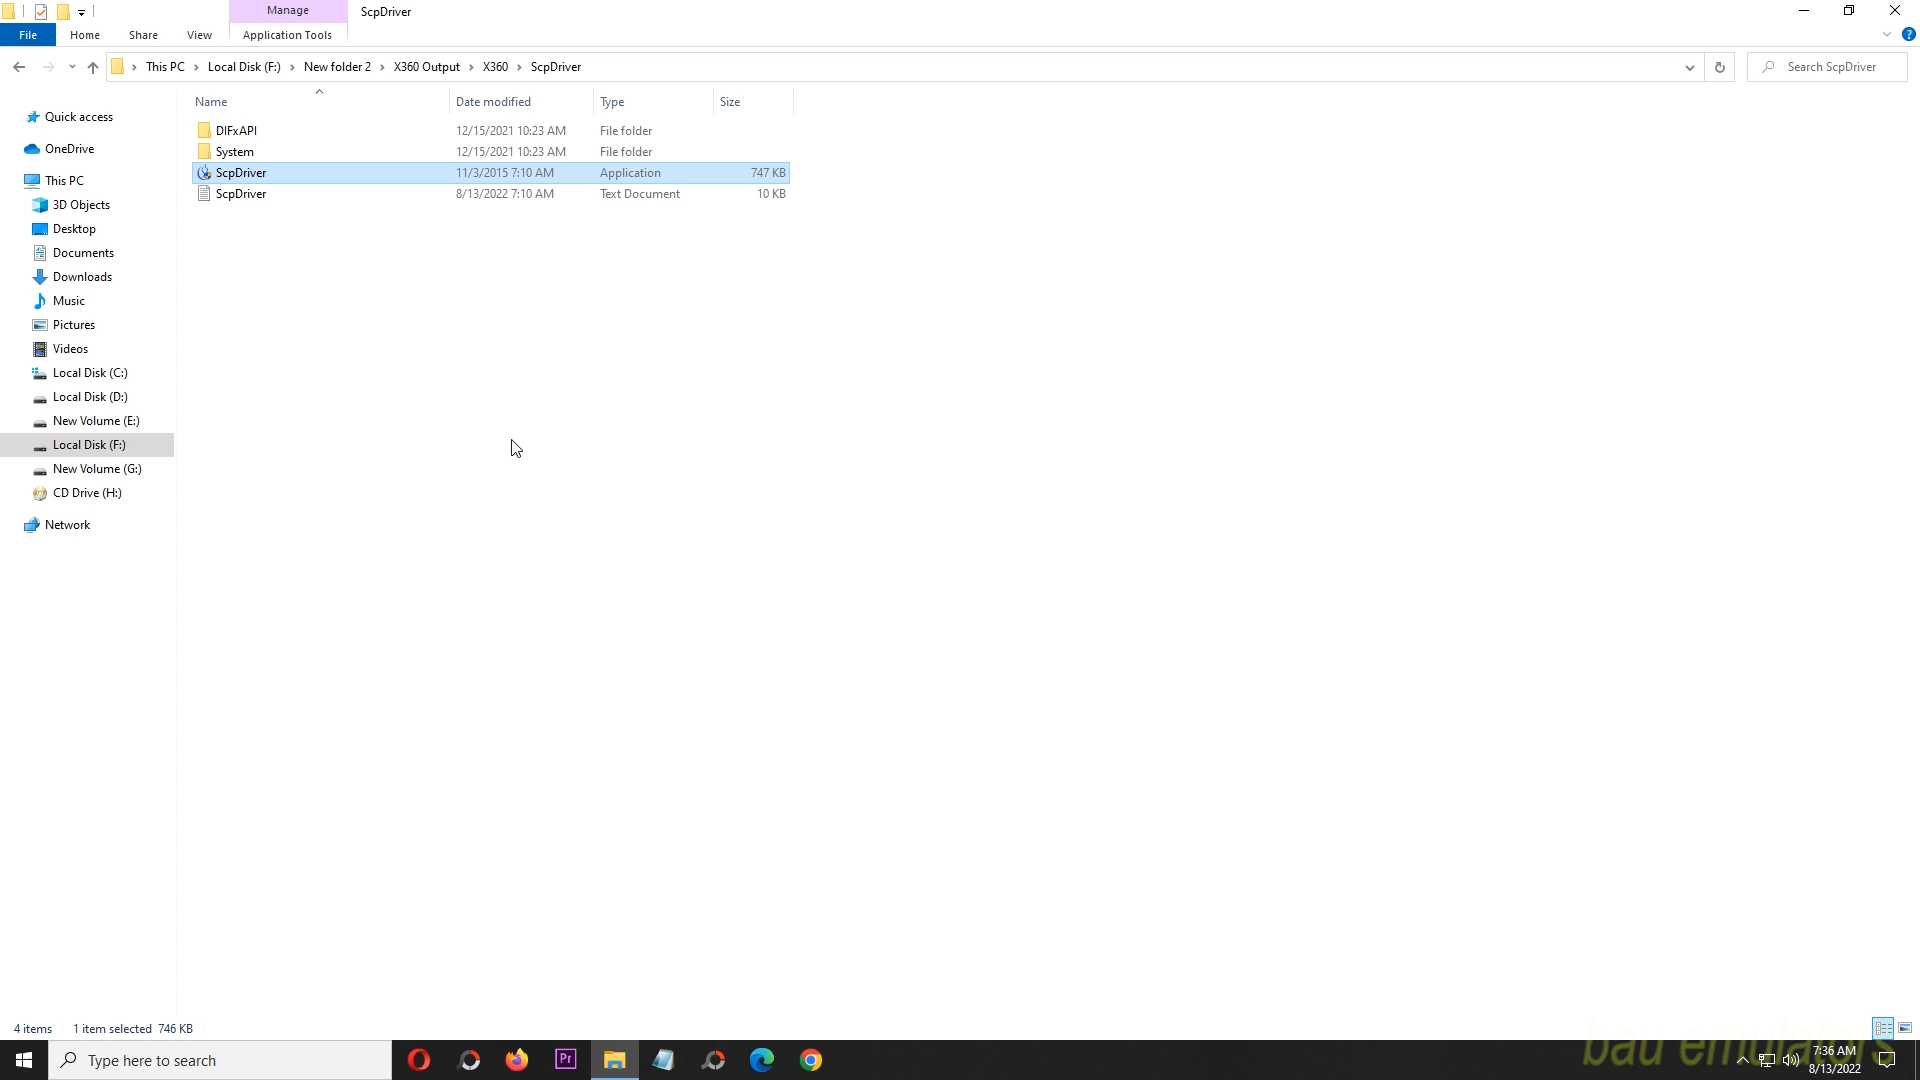 Manage
ScpDriver
File
Home
Share
View
Application Tools
This PC
Local Disk (F:)
New folder 2
X360 Output
X360
ScpDriver
Search ScpDriver
Name
Date modified
Type
Size
DIFxAPI 12/15/2021 10:23 AM File folder
System 12/15/2021 10:23 AM File folder
ScpDriver 11/3/2015 7:10 AM Application 747 KB
ScpDriver 8/13/2022 7:10 AM Text Document 10 KB
Quick access
OneDrive
This PC
3D Objects
Desktop
Documents
Downloads
Music
Pictures
Videos
Local Disk (C:)
Local Disk (D:)
New Volume (E:)
Local Disk (F:)
New Volume (G:)
CD Drive (H:)
Network
4 items 1 item selected 746 KB
Type here to search
Pr
bau emulators
7:36 AM
8/13/2022